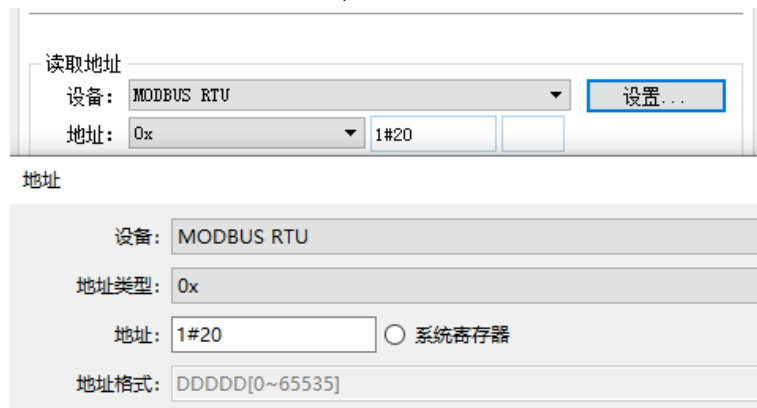 读取地址
设备： MODBUS RTU 设置...
地址： 0x 1#20
地址
设备： MODBUS RTU
地址类型： 0x
地址： 1#20 系统寄存器
地址格式： DDDDD[0~65535]